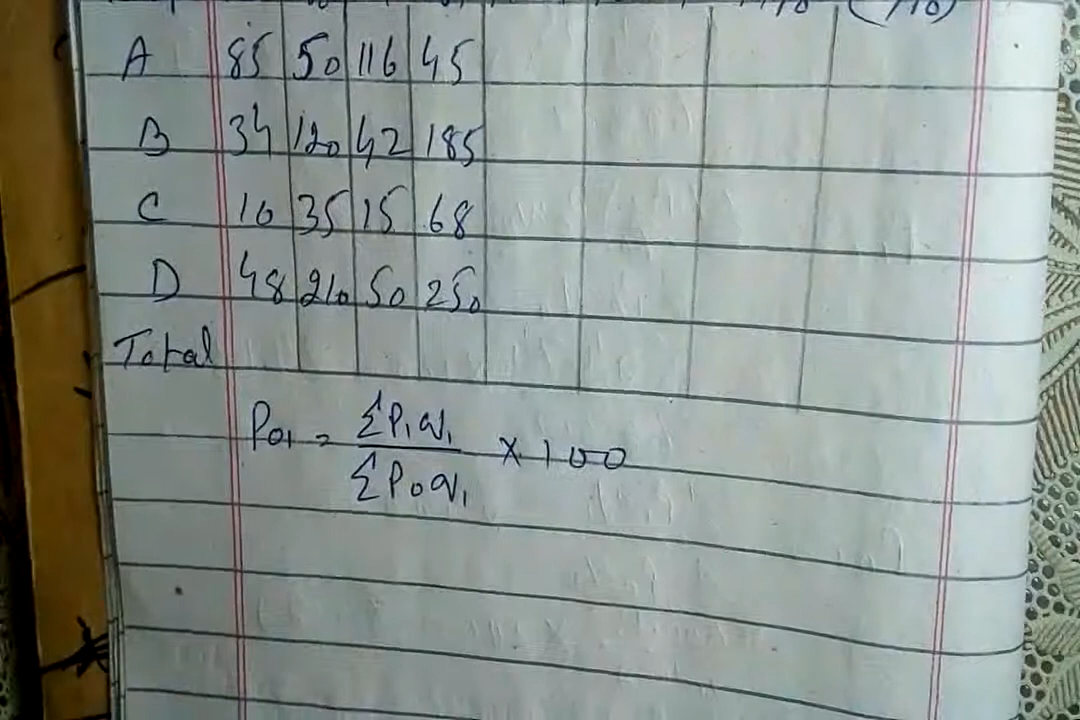 A 85 50 116 45
B 34 120 42 185
C 10 35 15 68
D 48 210 50 250
Total
P01 = ΣP1q1 / ΣP0q1 × 100